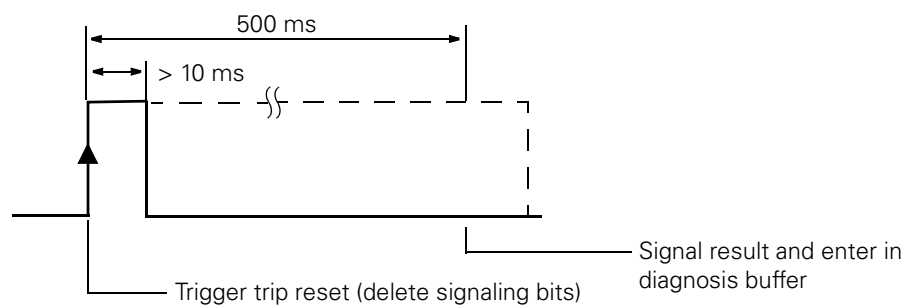 500 ms
> 10 ms
Signal result and enter in
diagnosis buffer
Trigger trip reset (delete signaling bits)